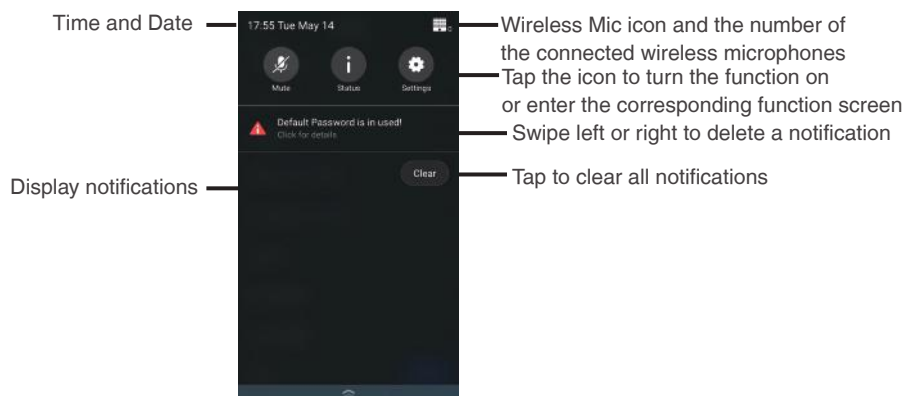 Time and Date
17:55 Tue May 14
Wireless Mic icon and the number of
the connected wireless microphones
Mute
Status
Settings
Tap the icon to turn the function on
or enter the corresponding function screen
Default Password is in used!
Click for details
Swipe left or right to delete a notification
Display notifications
Clear
Tap to clear all notifications